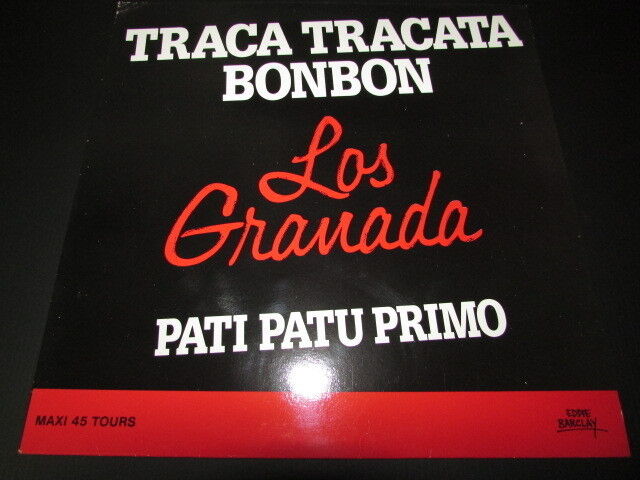 TRACA TRACATA
BONBON
Los
Granada
PATI PATU PRIMO
MAXI 45 TOURS
EDDIE
BARCLAY